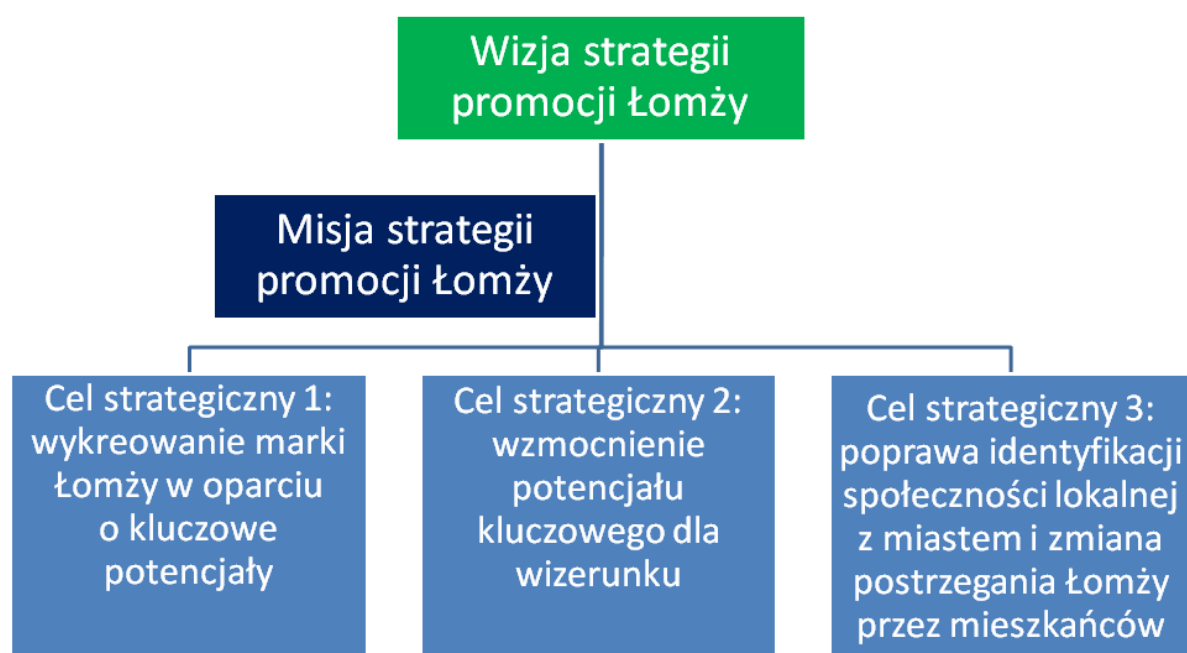 Wizja strategii
promocji Łomży
Misja strategii
promocji Łomży
Cel strategiczny 1:
wykreowanie marki
Łomży w oparciu
o kluczowe
potencjały
Cel strategiczny 2:
wzmocnienie
potencjału
kluczowego dla
wizerunku
Cel strategiczny 3:
poprawa identyfikacji
społeczności lokalnej
z miastem i zmiana
postrzegania Łomży
przez mieszkańców